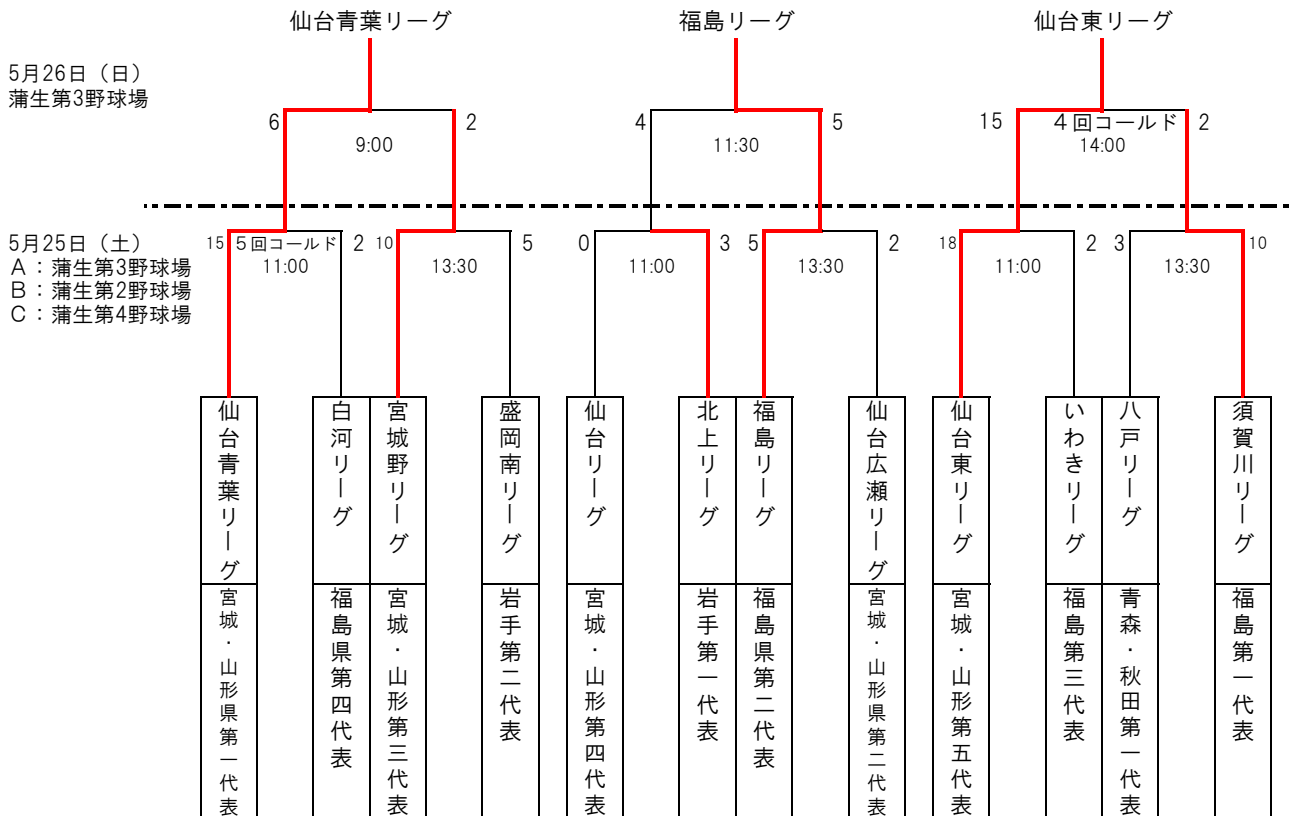 仙台青葉リーグ
福島リーグ
仙台東リーグ
5月26日（日）
蒲生第3野球場
6
2
9:00
4
5
11:30
15
４回コールド
2
14:00
5月25日（土）
A：蒲生第3野球場
B：蒲生第2野球場
C：蒲生第4野球場
15
５回コールド
2
11:00
10
5
13:30
0
3
11:00
5
2
13:30
18
2
11:00
3
10
13:30
仙台青葉リーグ
白河リーグ
宮城野リーグ
盛岡南リーグ
仙台リーグ
北上リーグ
福島リーグ
仙台広瀬リーグ
仙台東リーグ
いわきリーグ
八戸リーグ
須賀川リーグ
宮城・山形県第一代表
福島県第四代表
宮城・山形第三代表
岩手第二代表
宮城・山形第四代表
岩手第一代表
福島県第二代表
宮城・山形県第二代表
宮城・山形第五代表
福島第三代表
青森・秋田第一代表
福島第一代表